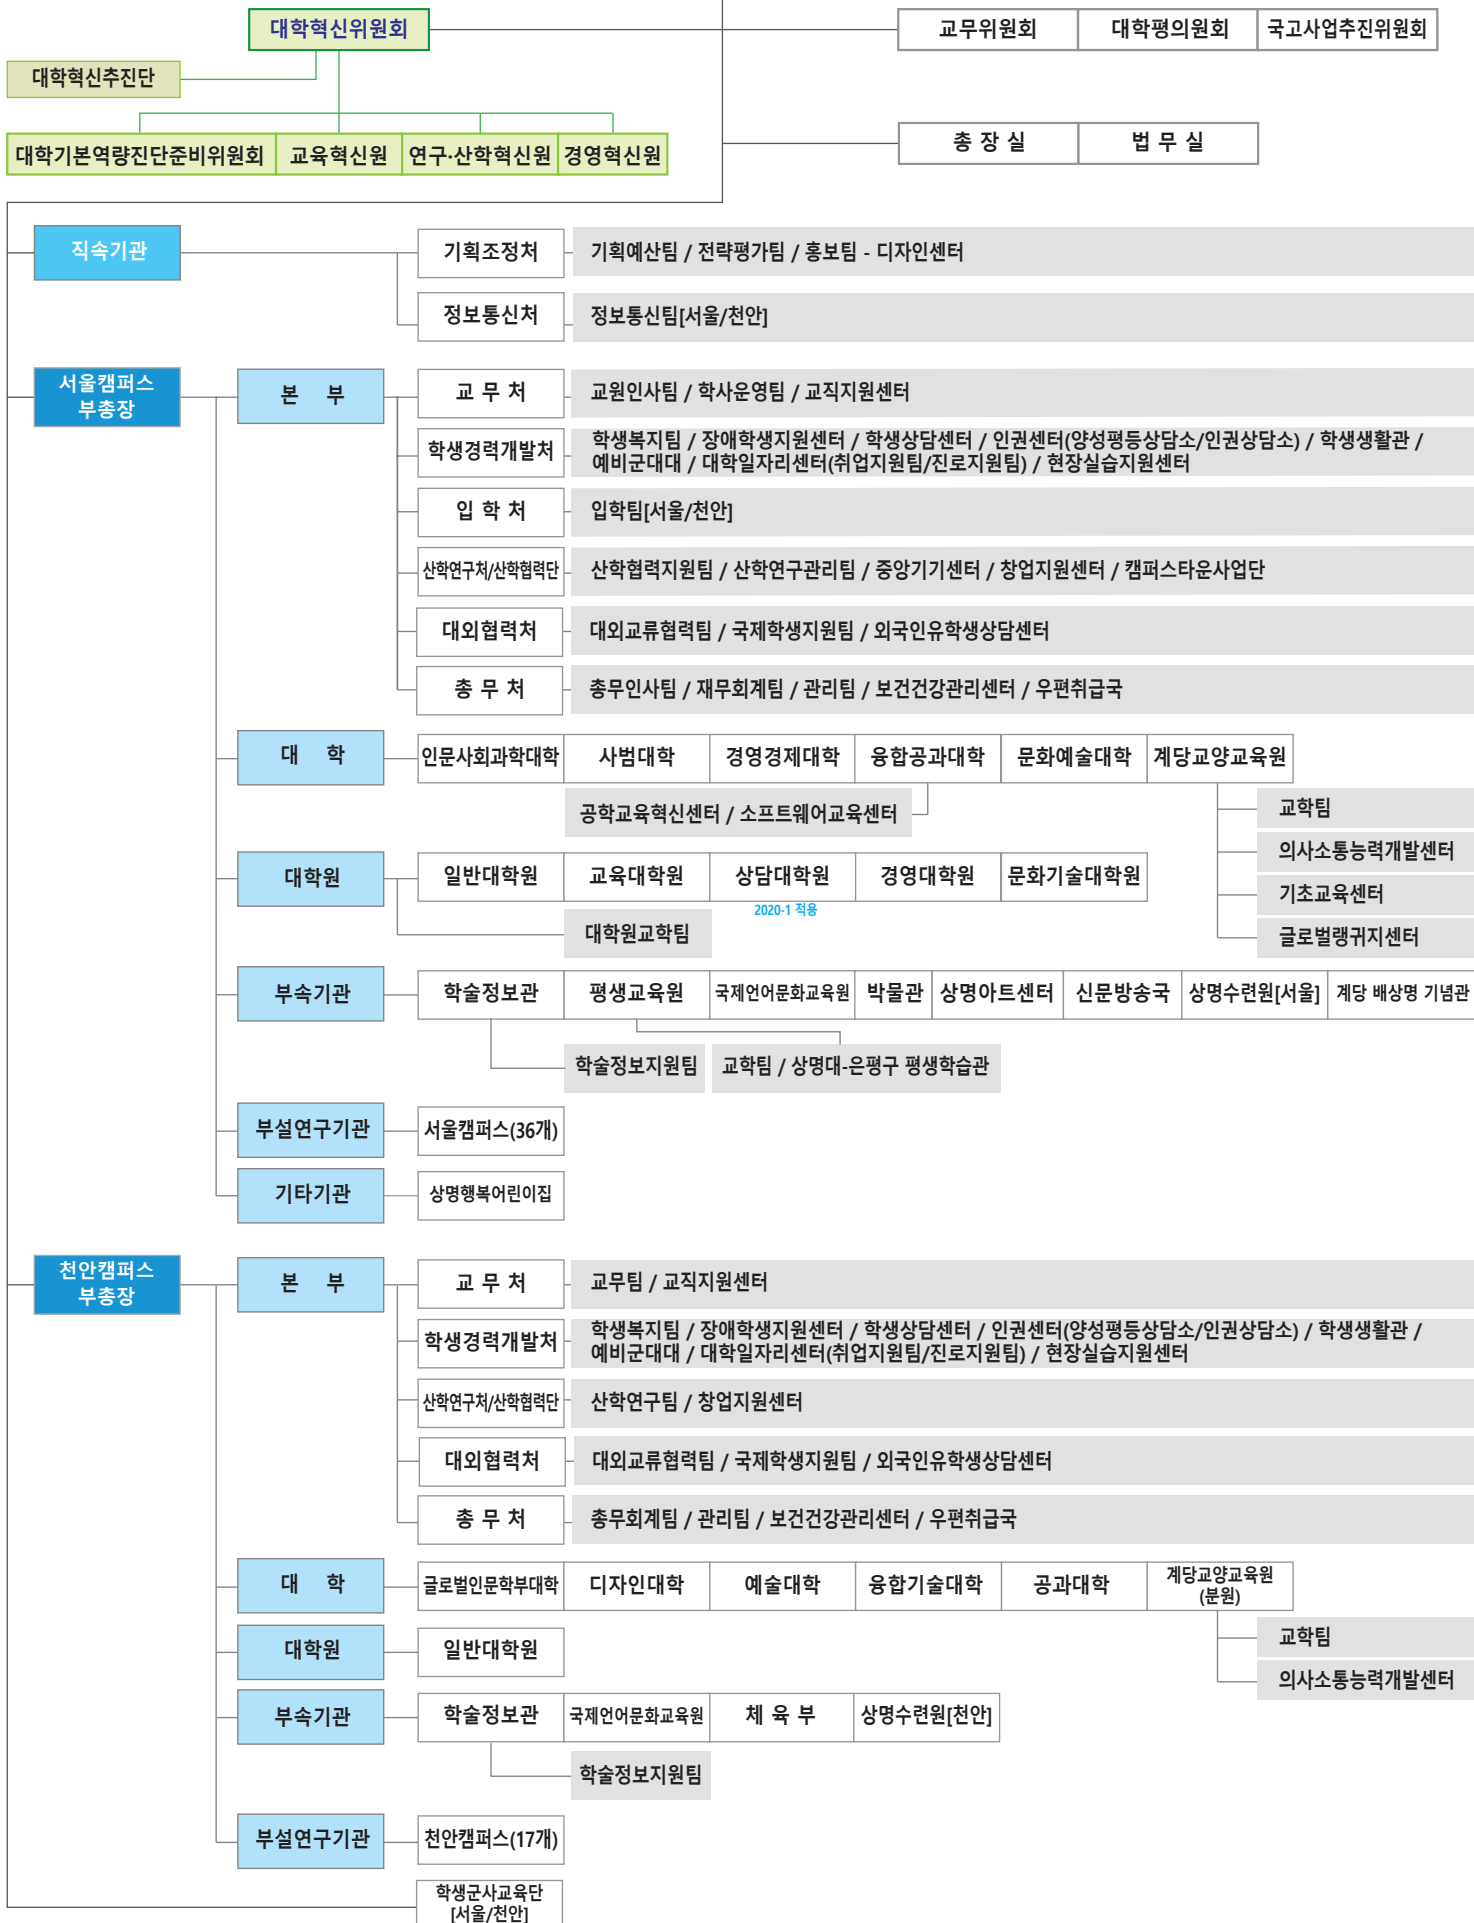 대학혁신위원회
교무위원회 대학평의원회 국고사업추진위원회
대학혁신추진단
대학기본역량진단준비위원회 교육혁신원 연구·산학혁신원 경영혁신원
총 장 실 법 무 실
직속기관
기획조정처 기획예산팀 / 전략평가팀 / 홍보팀 - 디자인센터
정보통신처 정보통신팀[서울/천안]
서울캠퍼스
부총장
본 부
교 무 처 교원인사팀 / 학사운영팀 / 교직지원센터
학생경력개발처 학생복지팀 / 장애학생지원센터 / 학생상담센터 / 인권센터(양성평등상담소/인권상담소) / 학생생활관 /
예비군대대 / 대학일자리센터(취업지원팀/진로지원팀) / 현장실습지원센터
입 학 처 입학팀[서울/천안]
산학연구처/산학협력단 산학협력지원팀 / 산학연구관리팀 / 중앙기기센터 / 창업지원센터 / 캠퍼스타운사업단
대외협력처 대외교류협력팀 / 국제학생지원팀 / 외국인유학생상담센터
총 무 처 총무인사팀 / 재무회계팀 / 관리팀 / 보건건강관리센터 / 우편취급국
대 학 인문사회과학대학 사범대학 경영경제대학 융합공과대학 문화예술대학 계당교양교육원
공학교육혁신센터 / 소프트웨어교육센터
교학팀
의사소통능력개발센터
기초교육센터
글로벌랭귀지센터
대학원 일반대학원 교육대학원 상담대학원 경영대학원 문화기술대학원
2020-1 적용
대학원교학팀
부속기관 학술정보관 평생교육원 국제언어문화교육원 박물관 상명아트센터 신문방송국 상명수련원[서울] 계당 배상명 기념관
학술정보지원팀 교학팀 / 상명대-은평구 평생학습관
부설연구기관 서울캠퍼스(36개)
기타기관 상명행복어린이집
천안캠퍼스
부총장
본 부
교 무 처 교무팀 / 교직지원센터
학생경력개발처 학생복지팀 / 장애학생지원센터 / 학생상담센터 / 인권센터(양성평등상담소/인권상담소) / 학생생활관 /
예비군대대 / 대학일자리센터(취업지원팀/진로지원팀) / 현장실습지원센터
산학연구처/산학협력단 산학연구팀 / 창업지원센터
대외협력처 대외교류협력팀 / 국제학생지원팀 / 외국인유학생상담센터
총 무 처 총무회계팀 / 관리팀 / 보건건강관리센터 / 우편취급국
대 학 글로벌인문학부대학 디자인대학 예술대학 융합기술대학 공과대학 계당교양교육원
(분원)
교학팀
의사소통능력개발센터
대학원 일반대학원
부속기관 학술정보관 국제언어문화교육원 체 육 부 상명수련원[천안]
학술정보지원팀
부설연구기관 천안캠퍼스(17개)
학생군사교육단
[서울/천안]